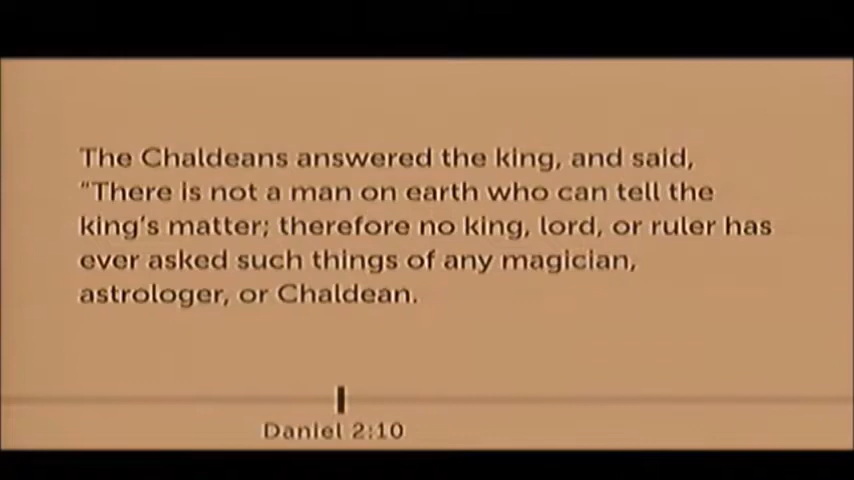 The Chaldeans answered the king, and said,
"There is not a man on earth who can tell the
king's matter; therefore no king, lord, or ruler has
ever asked such things of any magician,
astrologer, or Chaldean.
Daniel 2:10